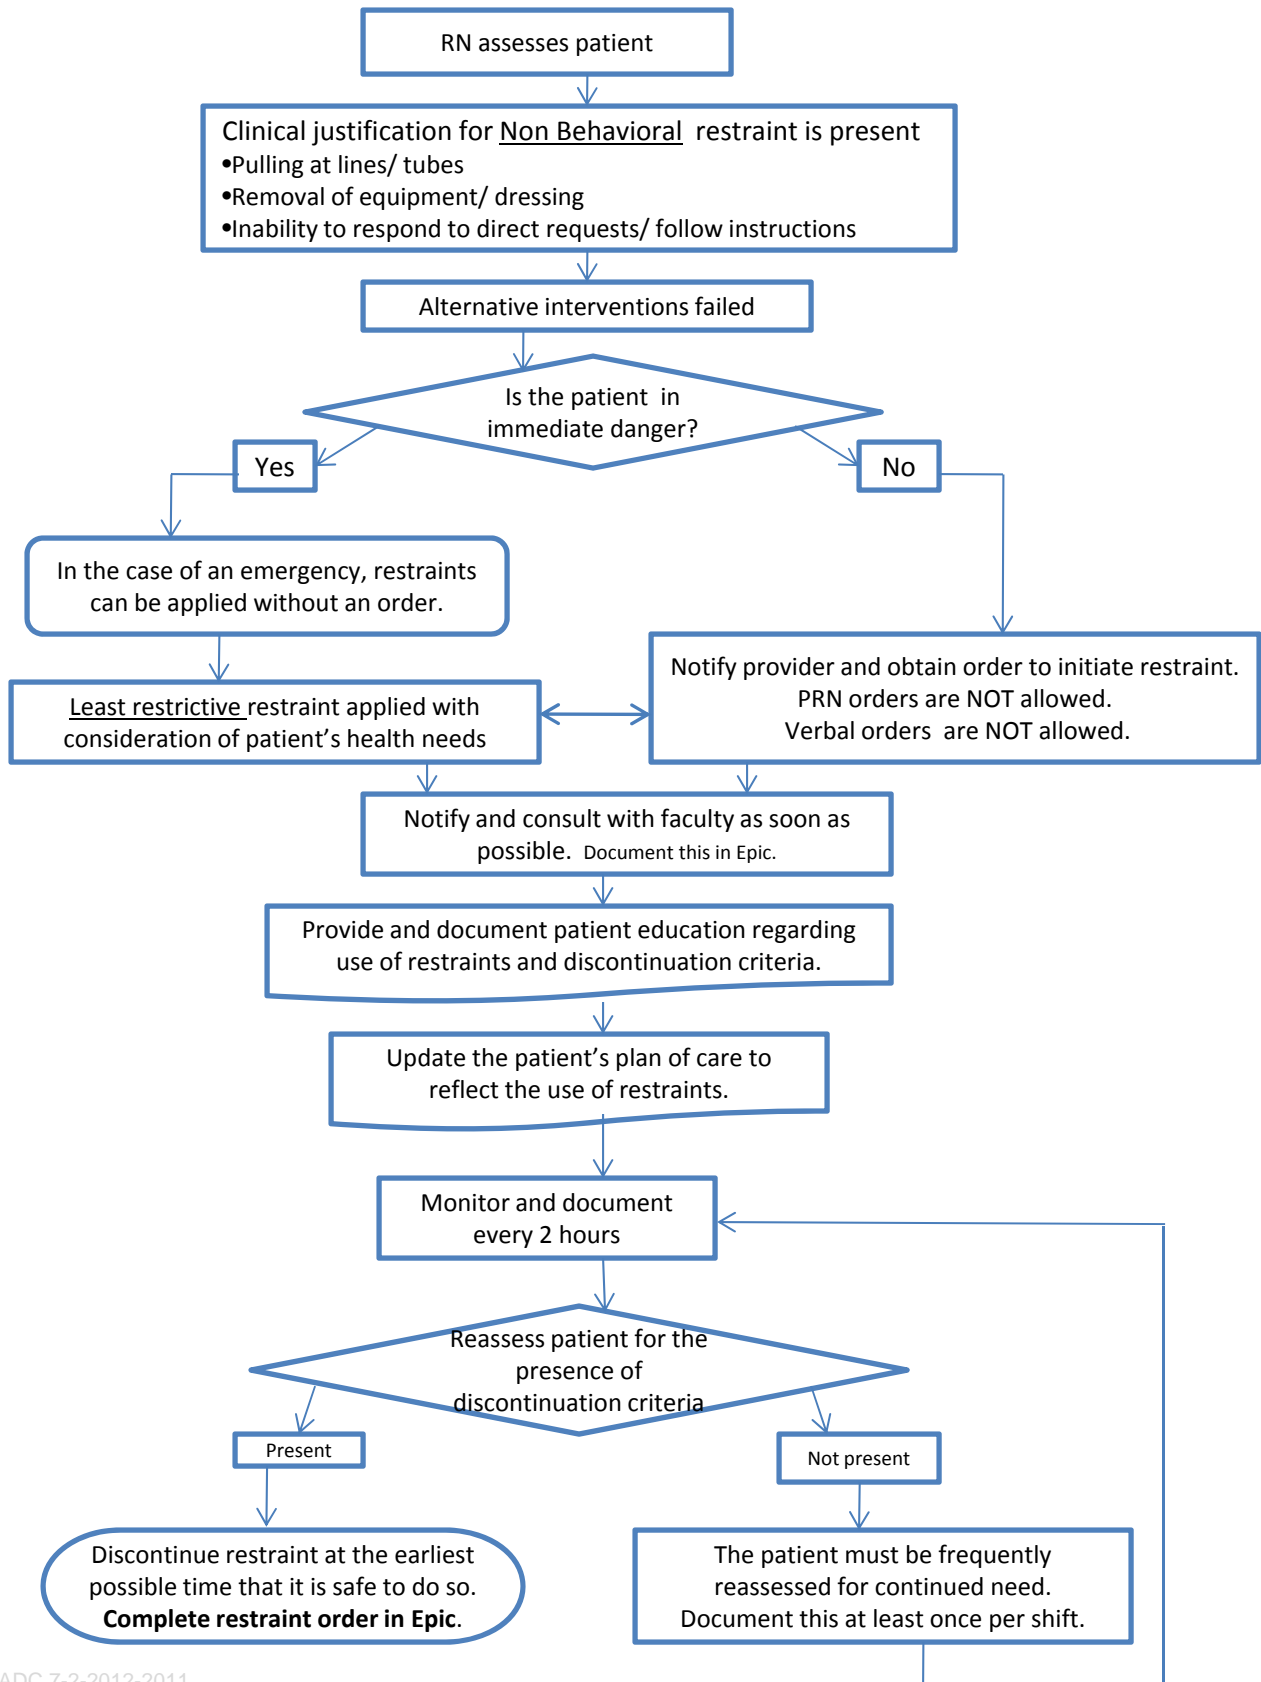 RN assesses patient
Clinical justification for Non Behavioral restraint is present
•Pulling at lines/ tubes
•Removal of equipment/ dressing
•Inability to respond to direct requests/ follow instructions
Alternative interventions failed
Is the patient in
immediate danger?
Yes
No
In the case of an emergency, restraints
can be applied without an order.
Notify provider and obtain order to initiate restraint.
PRN orders are NOT allowed.
Verbal orders are NOT allowed.
Least restrictive restraint applied with
consideration of patient’s health needs
Notify and consult with faculty as soon as
possible. Document this in Epic.
Provide and document patient education regarding
use of restraints and discontinuation criteria.
Update the patient’s plan of care to
reflect the use of restraints.
Monitor and document
every 2 hours
Reassess patient for the
presence of
discontinuation criteria
Present
Not present
Discontinue restraint at the earliest
possible time that it is safe to do so.
Complete restraint order in Epic.
The patient must be frequently
reassessed for continued need.
Document this at least once per shift.
ADC 7-2-2012-2011